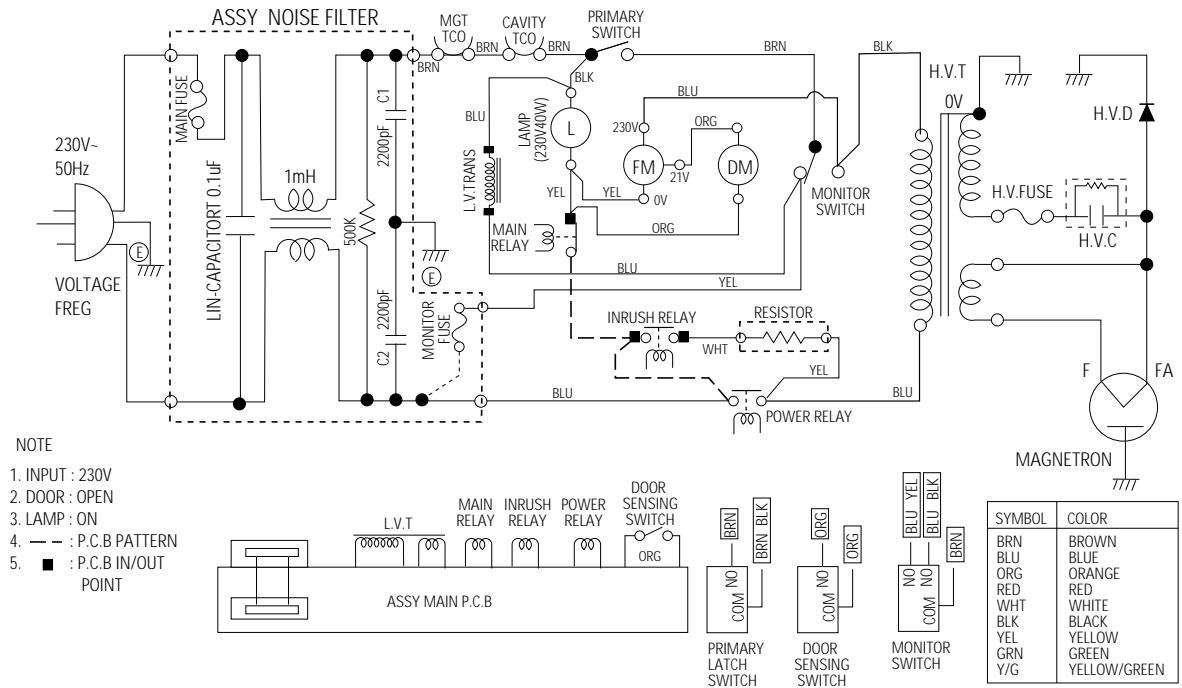 ASSY NOISE FILTER
MGT
TCO
CAVITY
TCO
PRIMARY
SWITCH
BRN
BRN
BRN
BRN
BLK
BLK
H.V.T
0V
H.V.D
MAIN FUSE
C1
2200pF
230V~
50Hz
1mH
LIN-CAPACITORT 0.1uF
500K
BLU
L.V.TRANS
LAMP
(230V40W)
L
BLU
230V
ORG
FM
21V
DM
YEL
YEL
0V
MONITOR
SWITCH
H.V.FUSE
H.V.C
MAIN
RELAY
ORG
E
E
VOLTAGE
FREG
BLU
YEL
2200pF
C2
MONITOR
FUSE
INRUSH RELAY
RESISTOR
WHT
YEL
BLU
BLU
POWER RELAY
F
FA
MAGNETRON
NOTE
1. INPUT : 230V
2. DOOR : OPEN
3. LAMP : ON
4. — – – : P.C.B PATTERN
5. ■ : P.C.B IN/OUT
POINT
L.V.T
MAIN
RELAY
INRUSH
RELAY
POWER
RELAY
DOOR
SENSING
SWITCH
ORG
ASSY MAIN P.C.B
BRN
BRN BLK
COM NO
PRIMARY
LATCH
SWITCH
ORG
ORG
COM NO
DOOR
SENSING
SWITCH
BLU YEL
BLU BLK
BRN
NO
COM NO
MONITOR
SWITCH
SYMBOL COLOR
BRN BROWN
BLU BLUE
ORG ORANGE
RED RED
WHT WHITE
BLK BLACK
YEL YELLOW
GRN GREEN
Y/G YELLOW/GREEN